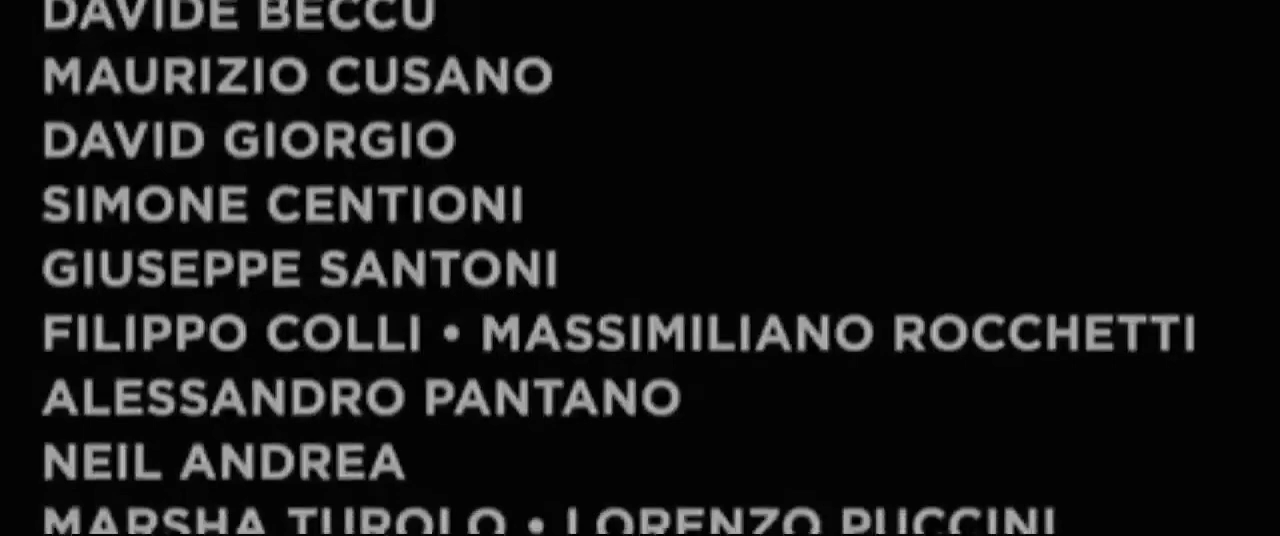 DAVIDE BECCU
MAURIZIO CUSANO
DAVID GIORGIO
SIMONE CENTIONI
GIUSEPPE SANTONI
FILIPPO COLLI • MASSIMILIANO ROCCHETTI
ALESSANDRO PANTANO
NEIL ANDREA
MARSHA TUROLO • LORENZO PUCCINI